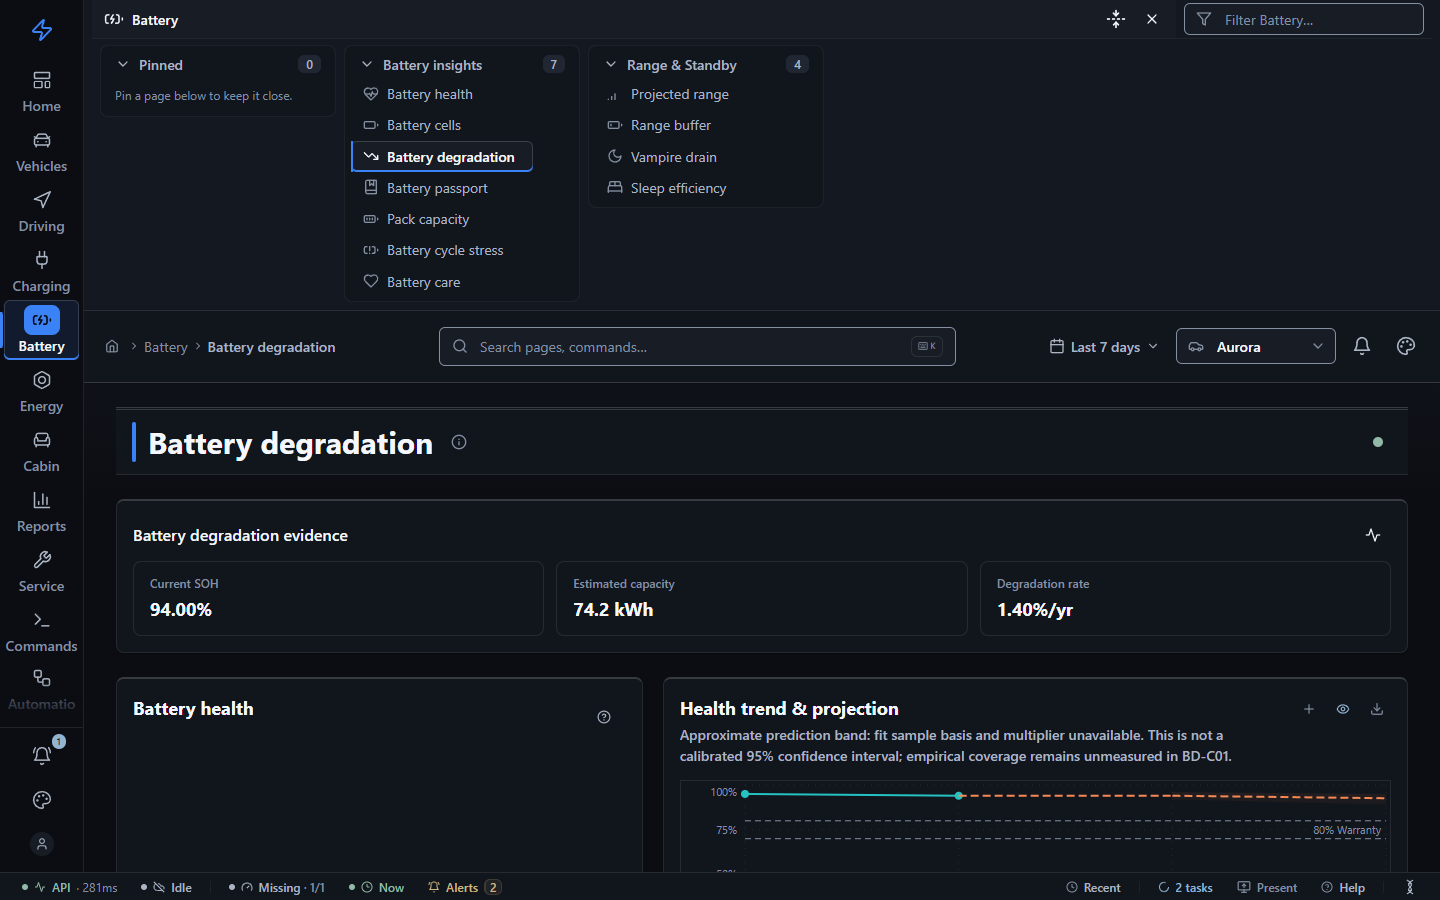 Battery
Filter Battery...
Home
Vehicles
Driving
Charging
Battery
Energy
Cabin
Reports
Service
Commands
Automatio
1
Pinned
0
Pin a page below to keep it close.
Battery insights
7
Battery health
Battery cells
Battery degradation
Battery passport
Pack capacity
Battery cycle stress
Battery care
Range & Standby
4
Projected range
Range buffer
Vampire drain
Sleep efficiency
Battery
Battery degradation
Search pages, commands...
K
Last 7 days
Aurora
Battery degradation
Battery degradation evidence
Current SOH
94.00%
Estimated capacity
74.2 kWh
Degradation rate
1.40%/yr
Battery health
Health trend & projection
Approximate prediction band: fit sample basis and multiplier unavailable. This is not a
calibrated 95% confidence interval; empirical coverage remains unmeasured in BD-C01.
100%
75%
80% Warranty
API · 281ms
Idle
Missing · 1/1
Now
Alerts 2
Recent
2 tasks
Present
Help